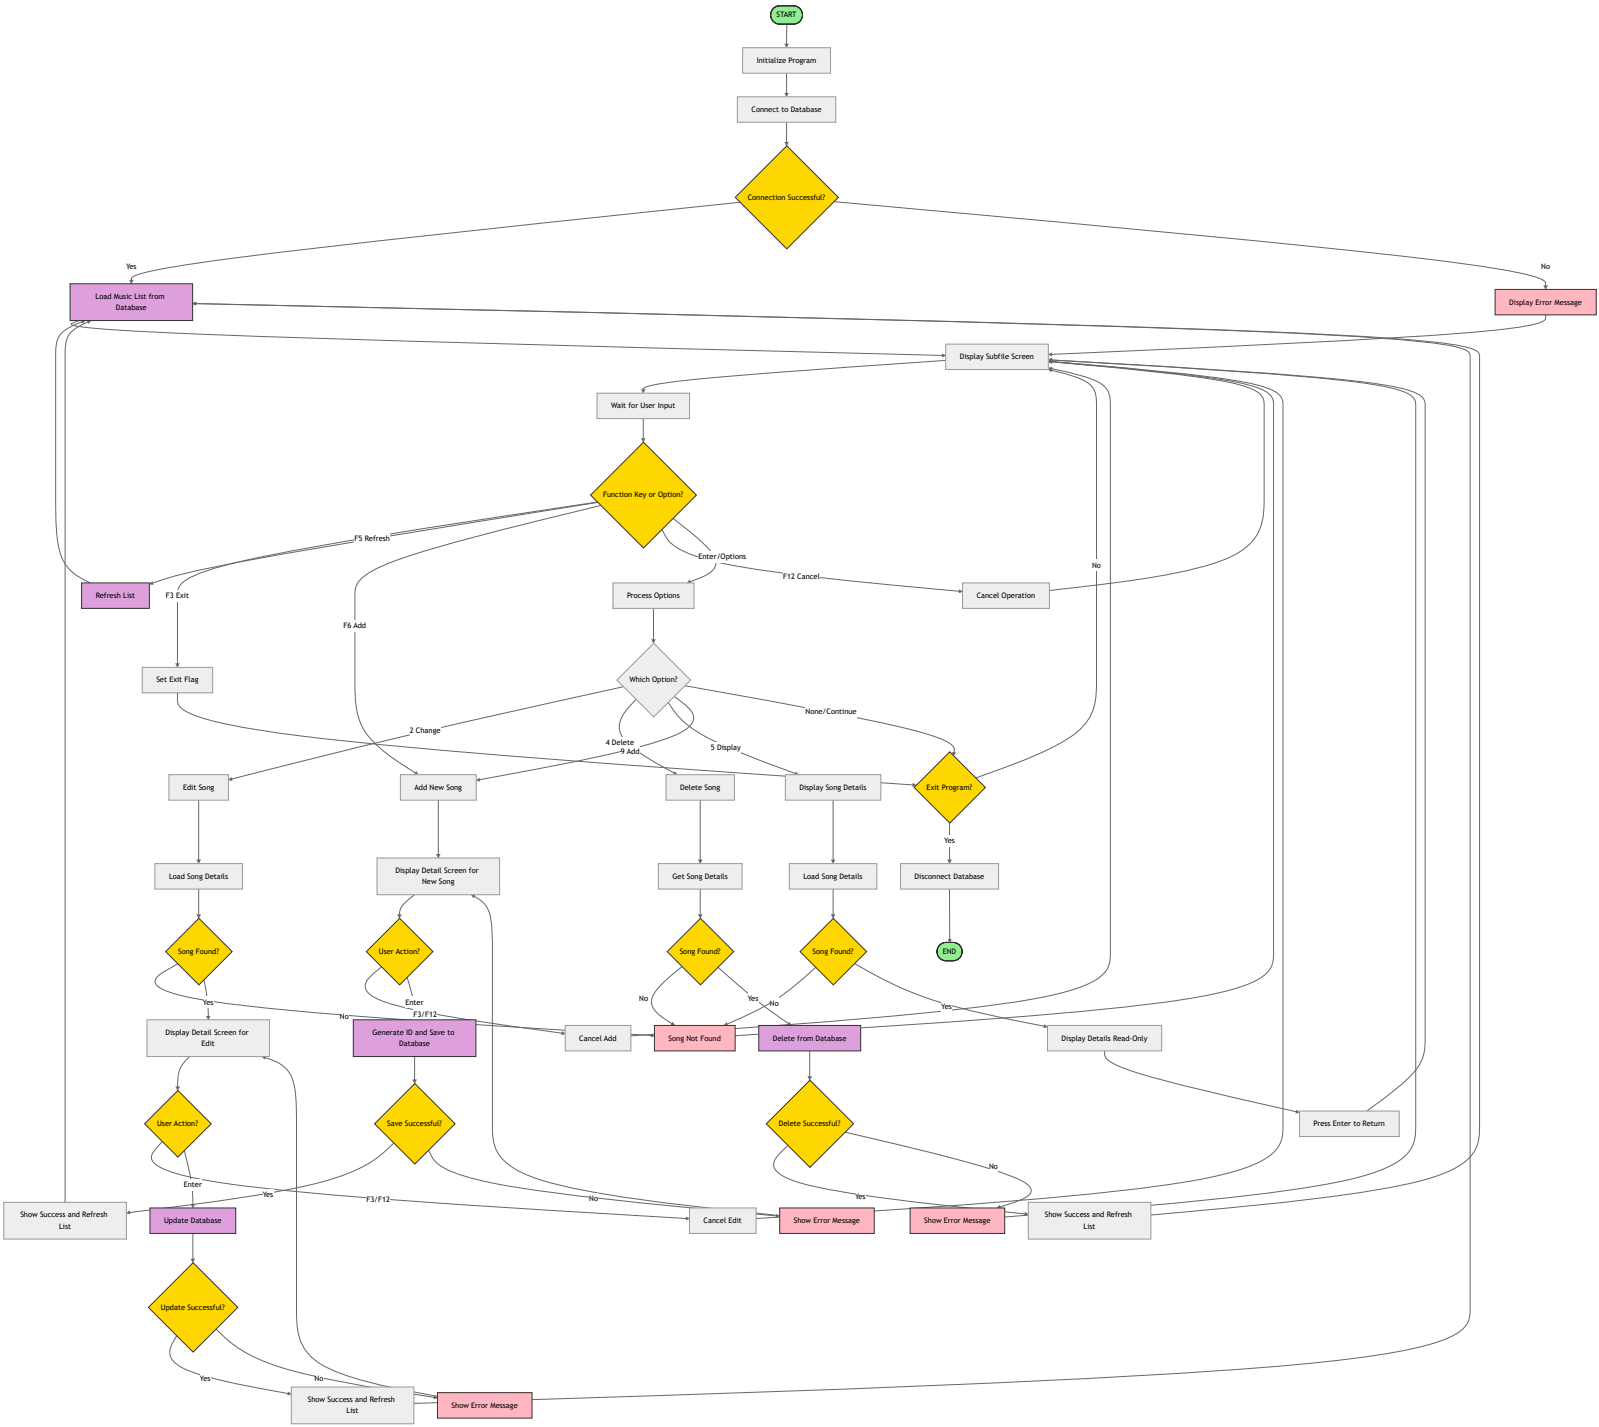 START
Initialize Program
Connect to Database
Connection Successful?
Yes
No
Load Music List from
Database
Display Error Message
Display Subfile Screen
Wait for User Input
Function Key or Option?
F5 Refresh
Enter/Options
F12 Cancel
No
Refresh List
F3 Exit
Process Options
Cancel Operation
F6 Add
Set Exit Flag
Which Option?
None/Continue
2 Change
4 Delete
9 Add
5 Display
Edit Song
Add New Song
Delete Song
Display Song Details
Exit Program?
Yes
Load Song Details
Display Detail Screen for
New Song
Get Song Details
Load Song Details
Disconnect Database
Song Found?
User Action?
Song Found?
Song Found?
END
Yes
Enter
No
Yes
No
Yes
No
F3/F12
Display Detail Screen for
Edit
Generate ID and Save to
Database
Cancel Add
Song Not Found
Delete from Database
Display Details Read-Only
User Action?
Save Successful?
Delete Successful?
Press Enter to Return
Enter
Yes
F3/F12
No
Yes
No
Show Success and Refresh
List
Update Database
Cancel Edit
Show Error Message
Show Error Message
Show Success and Refresh
List
Update Successful?
Yes
No
Show Success and Refresh
List
Show Error Message